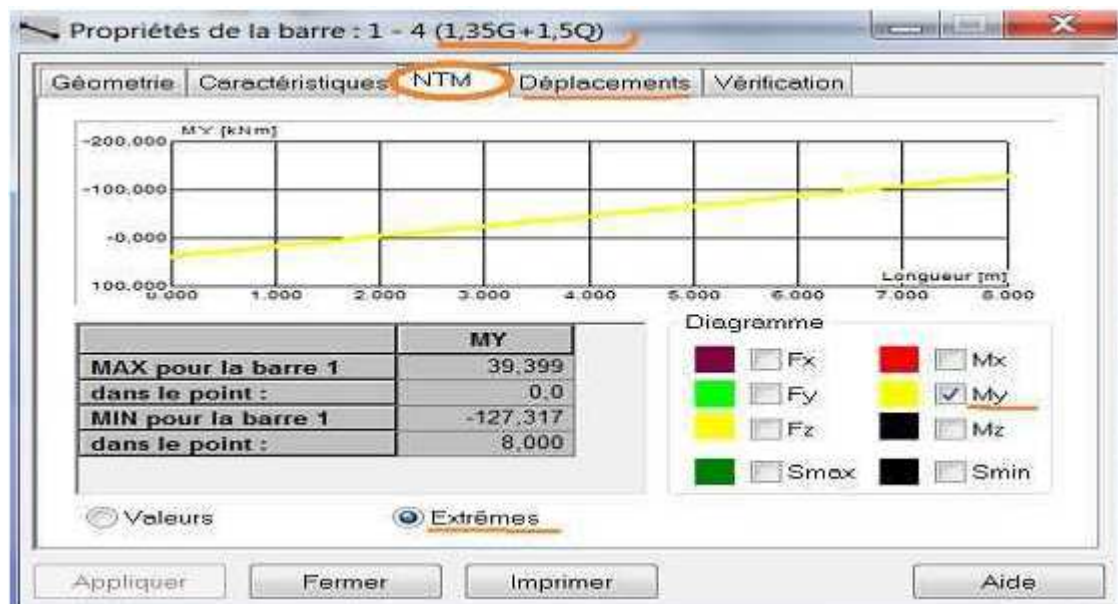 Propriétés de la barre : 1 - 4 (1,35G+1,5Q)
Géometrie Caractéristiques NTM Déplacements Vérification
MY [kNm]
-200.000
-100.000
-0,000
100.000
Longueur [m]
0.000 1.000 2.000 3.000 4.000 5.000 6.000 7.000 8.000
MY
MAX pour la barre 1 39,399
dans le point : 0,0
MIN pour la barre 1 -127,317
dans le point : 8,000
Diagramme
Fx Mx
Fy My
Fz Mz
Smax Smin
Valeurs Extrêmes
Appliquer Fermer Imprimer Aide